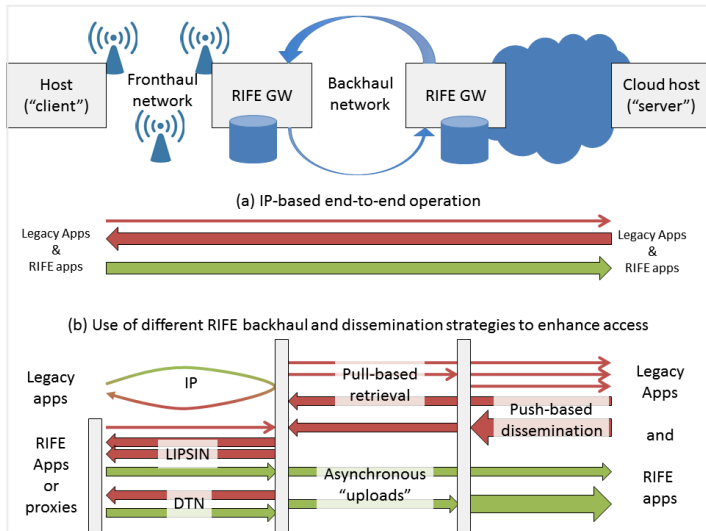 Host
("client")
Fronthaul
network
RIFE GW
Backhaul
network
RIFE GW
Cloud host
("server")
(a) IP-based end-to-end operation
Legacy Apps
&
RIFE apps
Legacy Apps
&
RIFE apps
(b) Use of different RIFE backhaul and dissemination strategies to enhance access
Legacy
apps
IP
Pull-based
retrieval
Legacy
Apps
Push-based
dissemination
and
RIFE
Apps
or
proxies
LIPSIN
DTN
Asynchronous
"uploads"
RIFE
apps